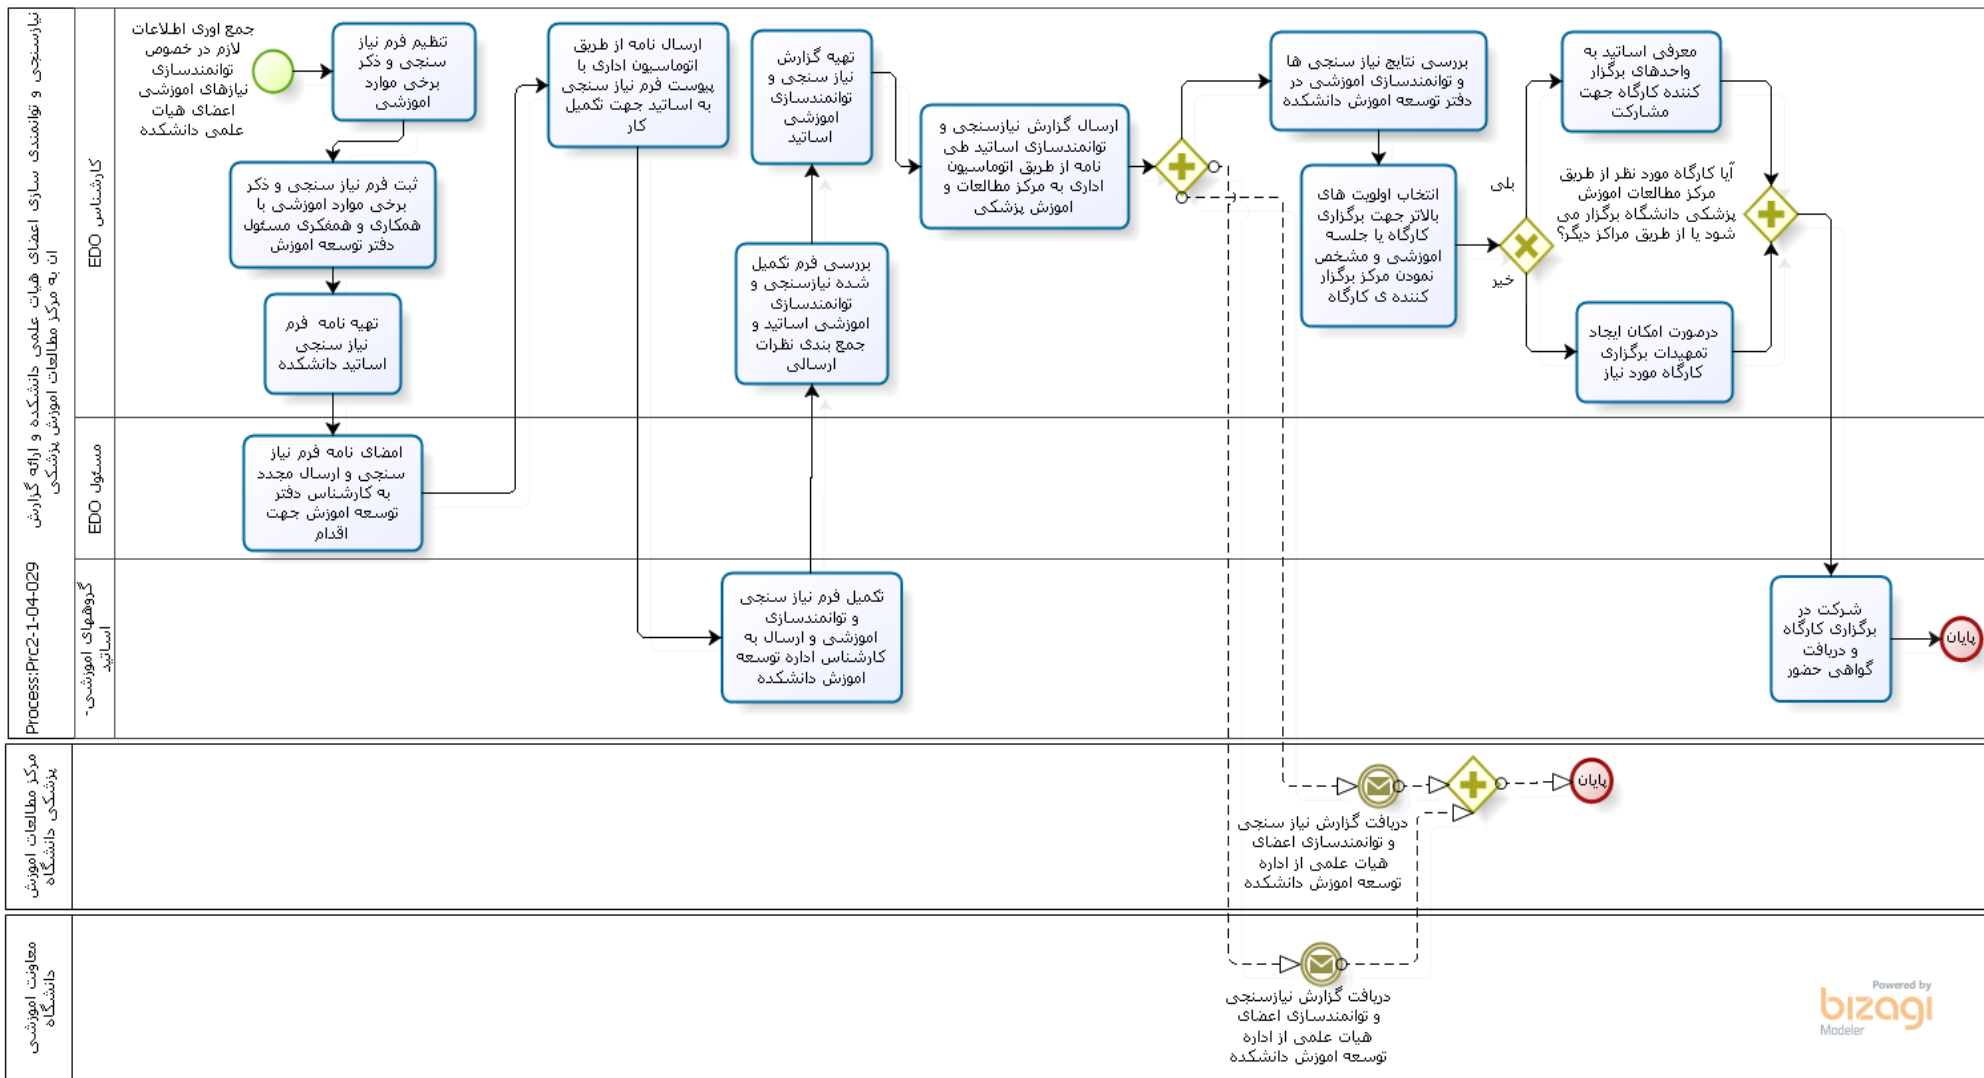 نیازسنجی و توانمندی سازی اعضای هیات علمی دانشکده و ارائه گزارش
ان به مرکز مطالعات اموزش پزشکی
Process:Prc2-1-04-029
کارشناس EDO
جمع اوری اطلاعات
لازم در خصوص
توانمندسازی
نیازهای اموزشی
اعضای هیات
علمی دانشکده
تنظیم فرم نیاز
سنجی و ذکر
برخی موارد
اموزشی
ثبت فرم نیاز سنجی و ذکر
برخی موارد اموزشی با
همکاری و همفکری مسئول
دفتر توسعه اموزش
تهیه نامه فرم
نیاز سنجی
اساتید دانشکده
ارسال نامه از طریق
اتوماسیون اداری با
پیوست فرم نیاز سنجی
به اساتید جهت تکمیل
کار
تهیه گزارش
نیاز سنجی و
توانمندسازی
اموزشی
اساتید
بررسی فرم تکمیل
شده نیازسنجی و
توانمندسازی
اموزشی اساتید و
جمع بندی نظرات
ارسالی
ارسال گزارش نیازسنجی و
توانمندسازی اساتید طی
نامه از طریق اتوماسیون
اداری به مرکز مطالعات و
اموزش پزشکی
بررسی نتایج نیاز سنجی ها
و توانمندسازی اموزشی در
دفتر توسعه اموزش دانشکده
انتخاب اولویت های
بالاتر جهت برگزاری
کارگاه یا جلسه
اموزشی و مشخص
نمودن مرکز برگزار
کننده ی کارگاه
بلی
خیر
آیا کارگاه مورد نظر از طریق
مرکز مطالعات اموزش
پزشکی دانشگاه برگزار می
شود یا از طریق مراکز دیگر؟
معرفی اساتید به
واحدهای برگزار
کننده کارگاه جهت
مشارکت
درصورت امکان ایجاد
تمهیدات برگزاری
کارگاه مورد نیاز
مسئول EDO
امضای نامه فرم نیاز
سنجی و ارسال مجدد
به کارشناس دفتر
توسعه اموزش جهت
اقدام
گروههای اموزشی-
اساتید
تکمیل فرم نیاز سنجی
و توانمندسازی
اموزشی و ارسال به
کارشناس اداره توسعه
اموزش دانشکده
شرکت در
برگزاری کارگاه
و دریافت
گواهی حضور
پایان
مرکز مطالعات اموزش
پزشکی دانشگاه
دریافت گزارش نیاز سنجی
و توانمندسازی اعضای
هیات علمی از اداره
توسعه اموزش دانشکده
پایان
معاونت اموزشی
دانشگاه
دریافت گزارش نیازسنجی
و توانمندسازی اعضای
هیات علمی از اداره
توسعه اموزش دانشکده
Powered by
bizagi
Modeler